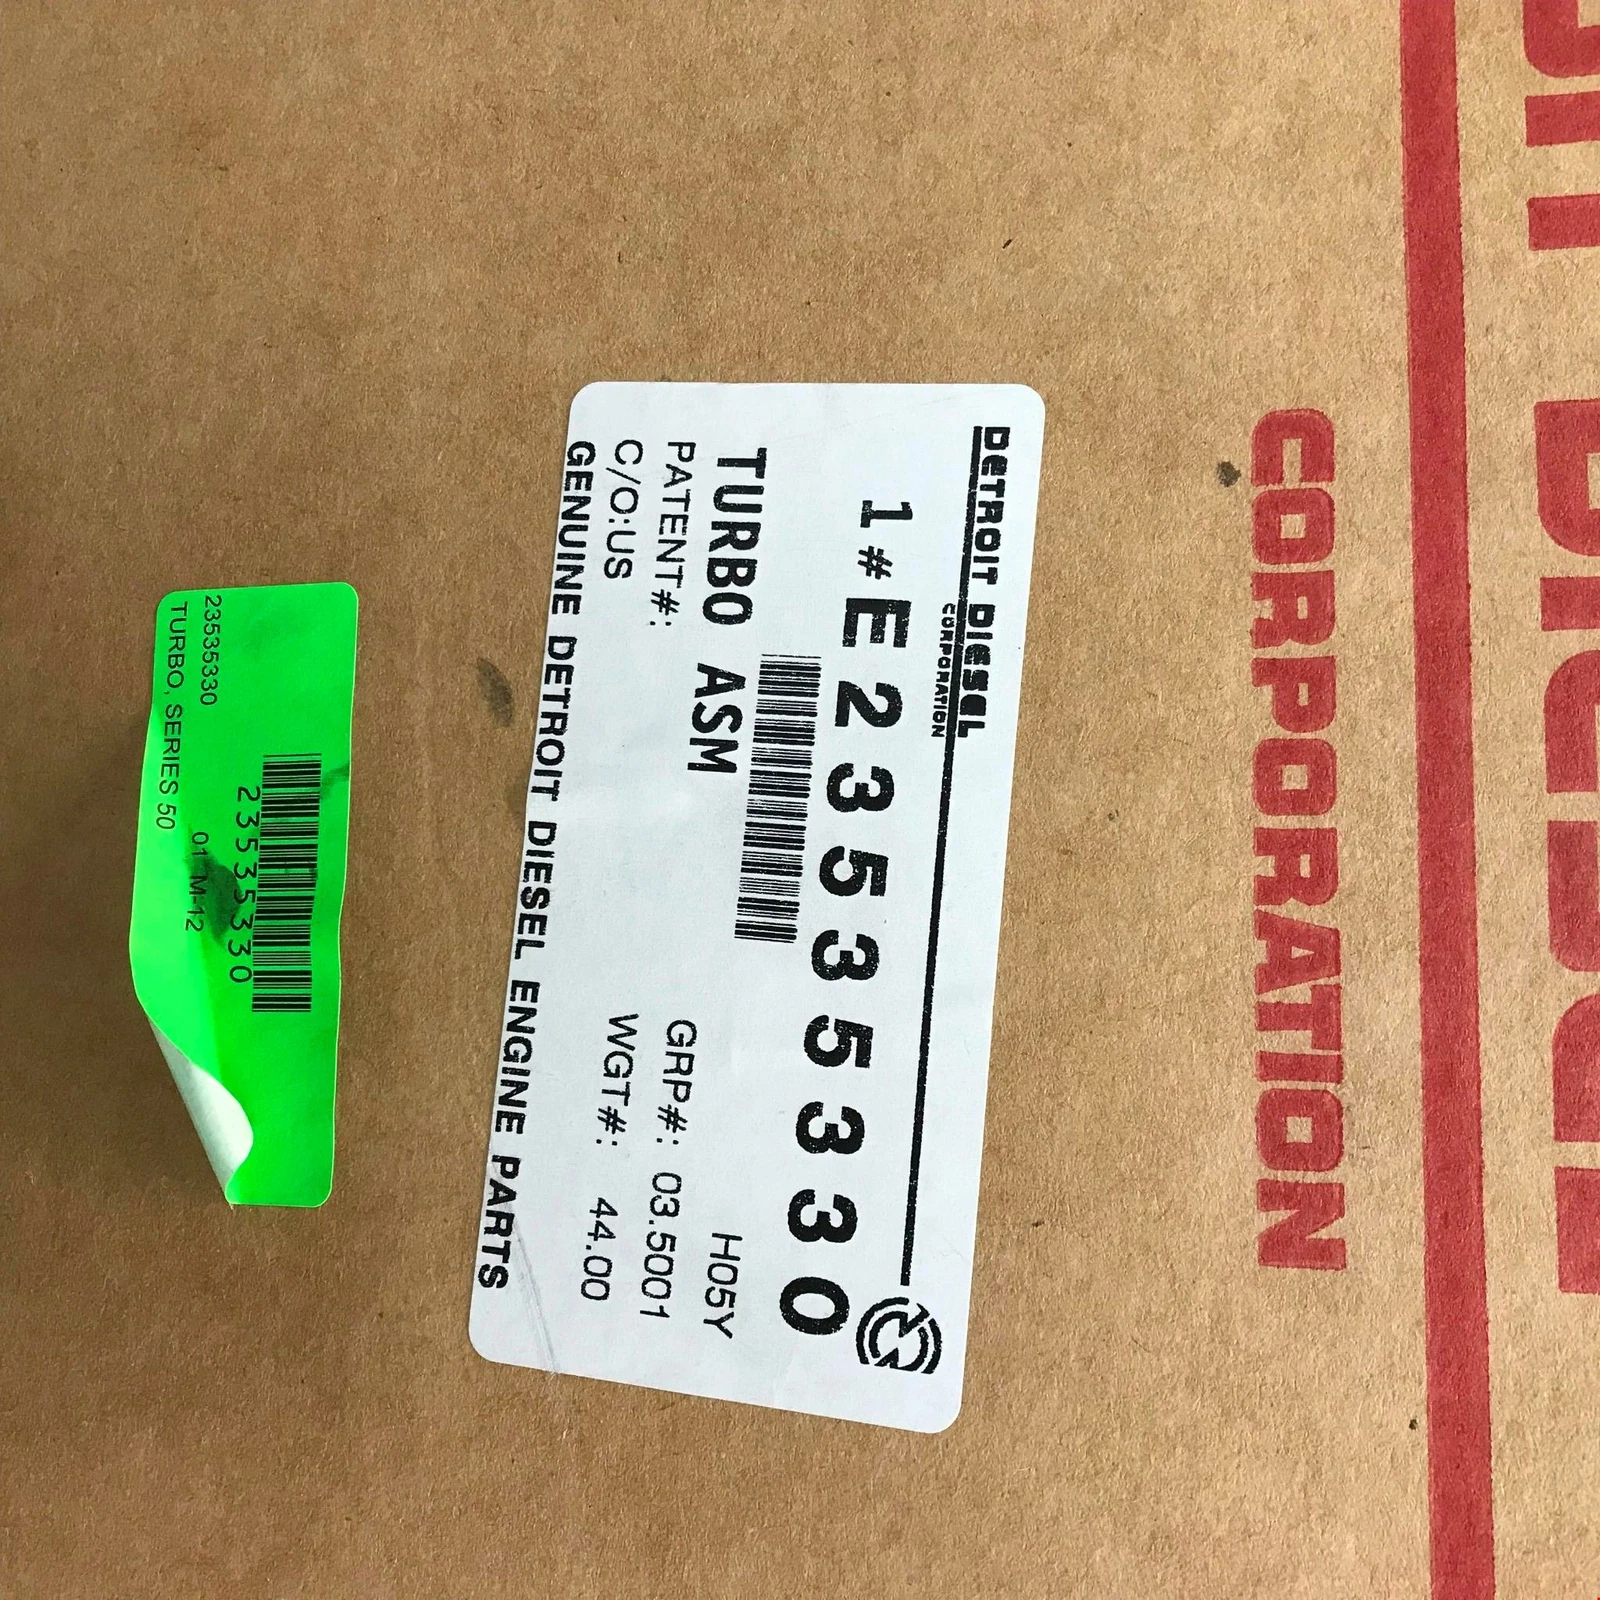 CORPORATION
DETROIT DIESEL
CORPORATION
1# E23535330
H05Y
TURBO ASM
PATENT#:
GRP#: 03.5001
C/O:US
WGT#: 44.00
GENUINE DETROIT DIESEL ENGINE PARTS
23535330
23535330
01 M-12
TURBO, SERIES 50